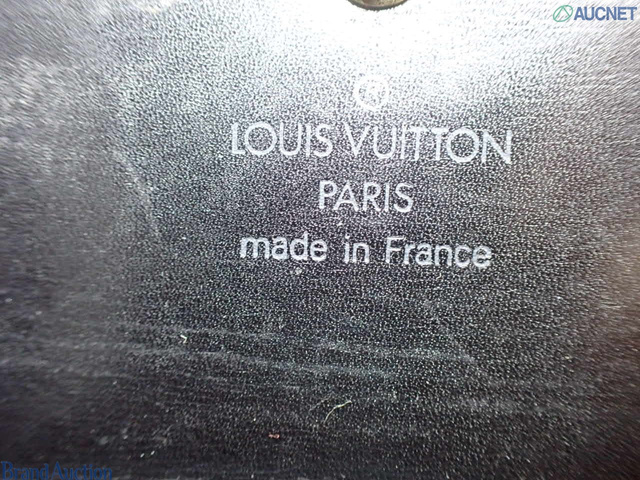 AUCNET
®
LOUIS VUITTON
PARIS
made in France
Brand Auction